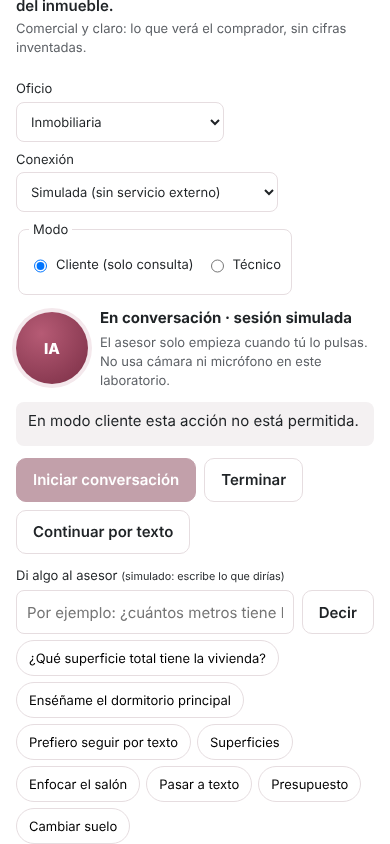 del inmueble.
Comercial y claro: lo que verá el comprador, sin cifras
inventadas.
Oficio
Inmobiliaria
Conexión
Simulada (sin servicio externo)
Modo
Cliente (solo consulta)
Técnico
IA
En conversación · sesión simulada
El asesor solo empieza cuando tú lo pulsas.
No usa cámara ni micrófono en este
laboratorio.
En modo cliente esta acción no está permitida.
Iniciar conversación
Terminar
Continuar por texto
Di algo al asesor (simulado: escribe lo que dirías)
Por ejemplo: ¿cuántos metros tiene l
Decir
¿Qué superficie total tiene la vivienda?
Enséñame el dormitorio principal
Prefiero seguir por texto
Superficies
Enfocar el salón
Pasar a texto
Presupuesto
Cambiar suelo